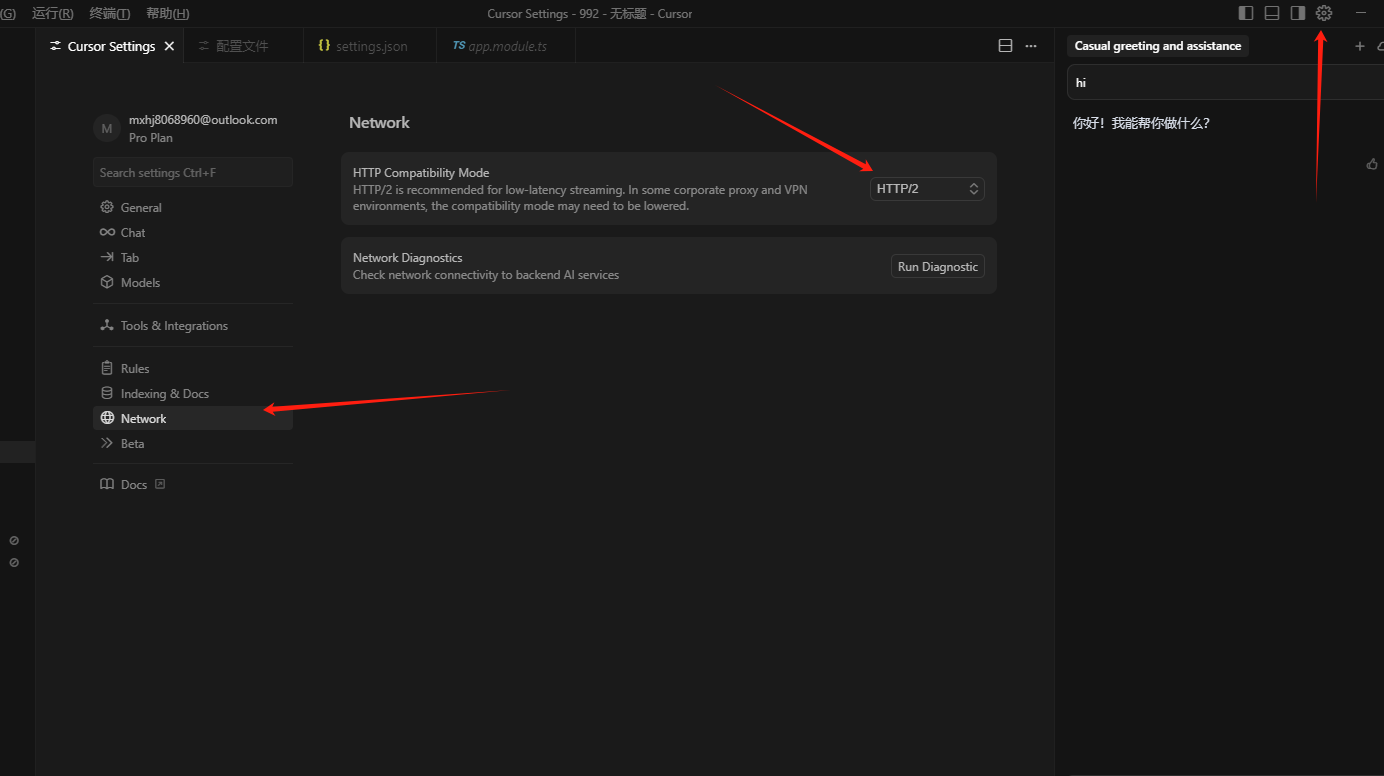 (G) 运行(R) 终端(T) 帮助(H)
Cursor Settings - 992 - 无标题 - Cursor
Cursor Settings
配置文件
{} settings.json
TS app.module.ts
M
mxhj8068960@outlook.com
Pro Plan
Search settings Ctrl+F
General
Chat
Tab
Models
Tools & Integrations
Rules
Indexing & Docs
Network
Beta
Docs
Network
HTTP Compatibility Mode
HTTP/2 is recommended for low-latency streaming. In some corporate proxy and VPN
environments, the compatibility mode may need to be lowered.
HTTP/2
Network Diagnostics
Check network connectivity to backend AI services
Run Diagnostic
Casual greeting and assistance
hi
你好！我能帮你做什么？